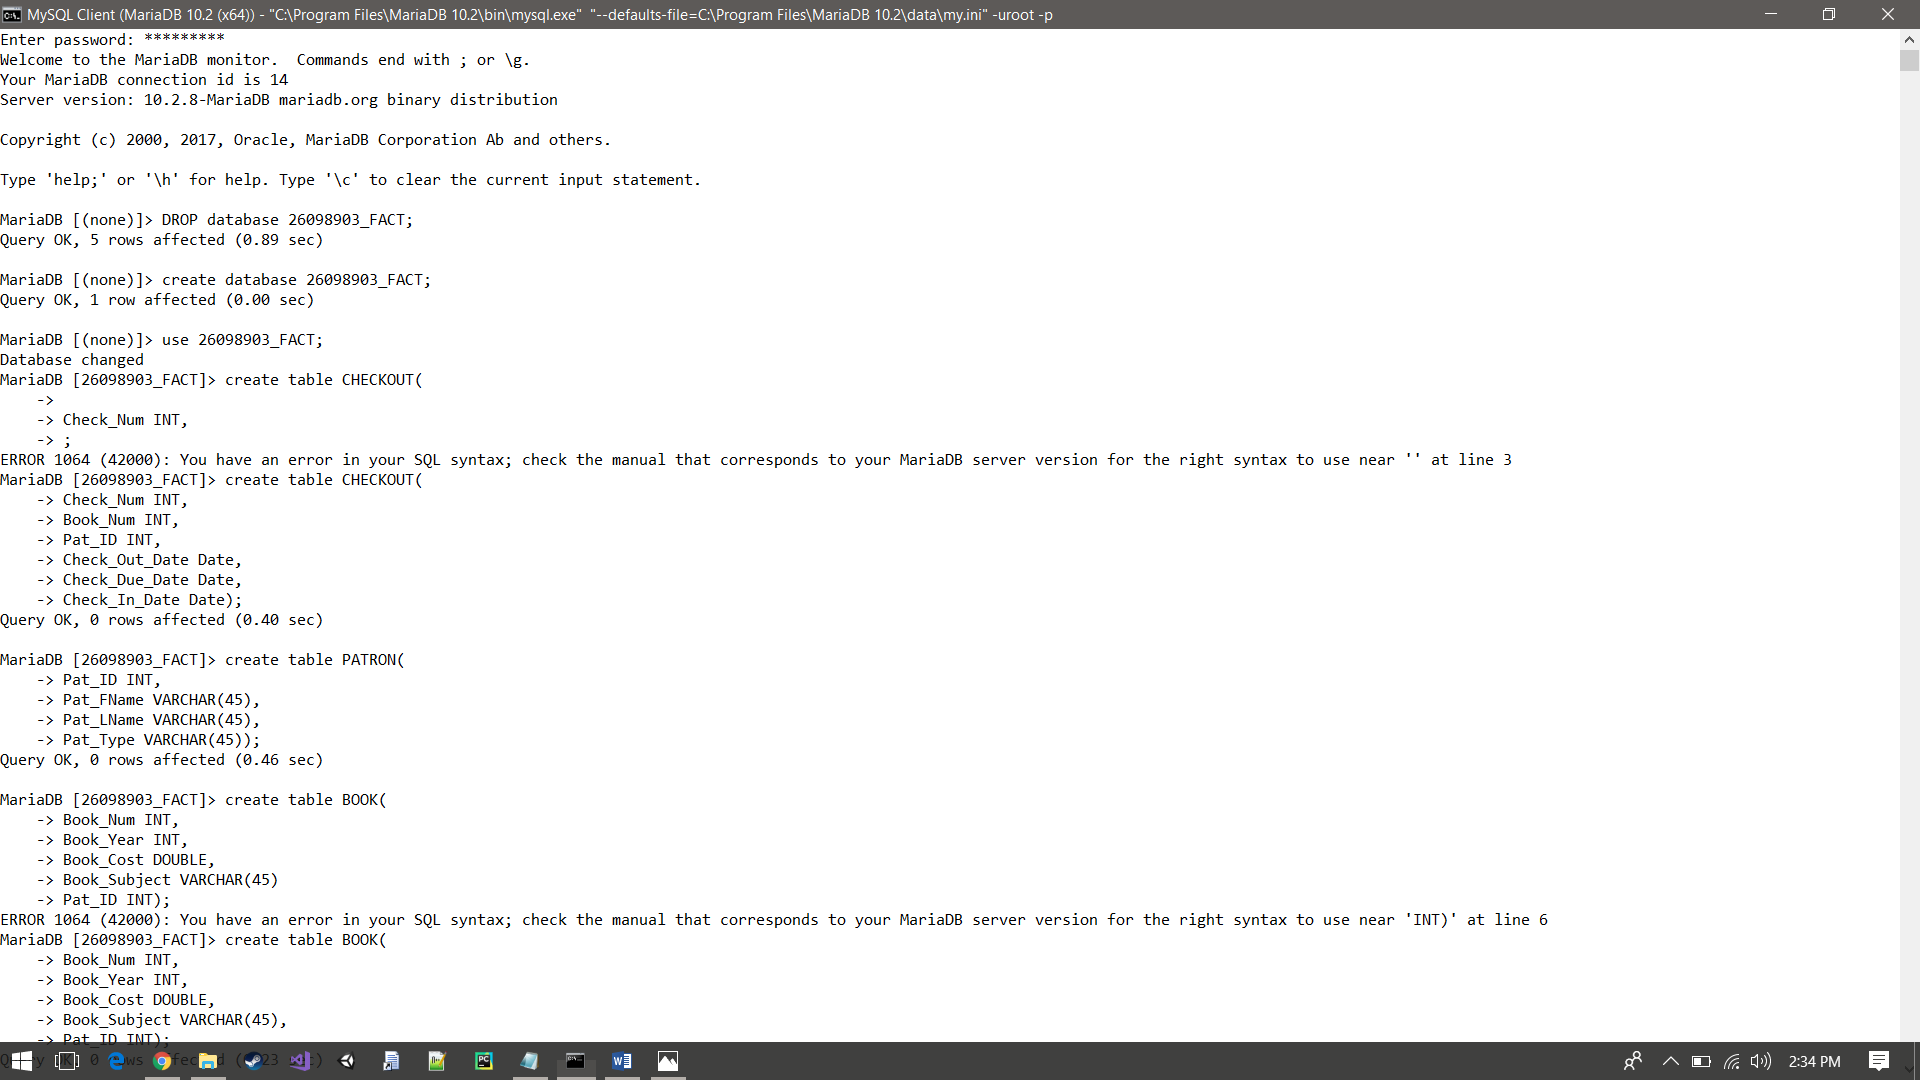 MySQL Client (MariaDB 10.2 (x64)) - "C:\Program Files\MariaDB 10.2\bin\mysql.exe" "--defaults-file=C:\Program Files\MariaDB 10.2\data\my.ini" -uroot -p
Enter password: *********
Welcome to the MariaDB monitor.  Commands end with ; or \g.
Your MariaDB connection id is 14
Server version: 10.2.8-MariaDB mariadb.org binary distribution
Copyright (c) 2000, 2017, Oracle, MariaDB Corporation Ab and others.
Type 'help;' or '\h' for help. Type '\c' to clear the current input statement.
MariaDB [(none)]> DROP database 26098903_FACT;
Query OK, 5 rows affected (0.89 sec)
MariaDB [(none)]> create database 26098903_FACT;
Query OK, 1 row affected (0.00 sec)
MariaDB [(none)]> use 26098903_FACT;
Database changed
MariaDB [26098903_FACT]> create table CHECKOUT(
    ->
    -> Check_Num INT,
    -> ;
ERROR 1064 (42000): You have an error in your SQL syntax; check the manual that corresponds to your MariaDB server version for the right syntax to use near '' at line 3
MariaDB [26098903_FACT]> create table CHECKOUT(
    -> Check_Num INT,
    -> Book_Num INT,
    -> Pat_ID INT,
    -> Check_Out_Date Date,
    -> Check_Due_Date Date,
    -> Check_In_Date Date);
Query OK, 0 rows affected (0.40 sec)
MariaDB [26098903_FACT]> create table PATRON(
    -> Pat_ID INT,
    -> Pat_FName VARCHAR(45),
    -> Pat_LName VARCHAR(45),
    -> Pat_Type VARCHAR(45));
Query OK, 0 rows affected (0.46 sec)
MariaDB [26098903_FACT]> create table BOOK(
    -> Book_Num INT,
    -> Book_Year INT,
    -> Book_Cost DOUBLE,
    -> Book_Subject VARCHAR(45)
    -> Pat_ID INT);
ERROR 1064 (42000): You have an error in your SQL syntax; check the manual that corresponds to your MariaDB server version for the right syntax to use near 'INT)' at line 6
MariaDB [26098903_FACT]> create table BOOK(
    -> Book_Num INT,
    -> Book_Year INT,
    -> Book_Cost DOUBLE,
    -> Book_Subject VARCHAR(45),
    -> Pat_ID INT);
2:34 PM